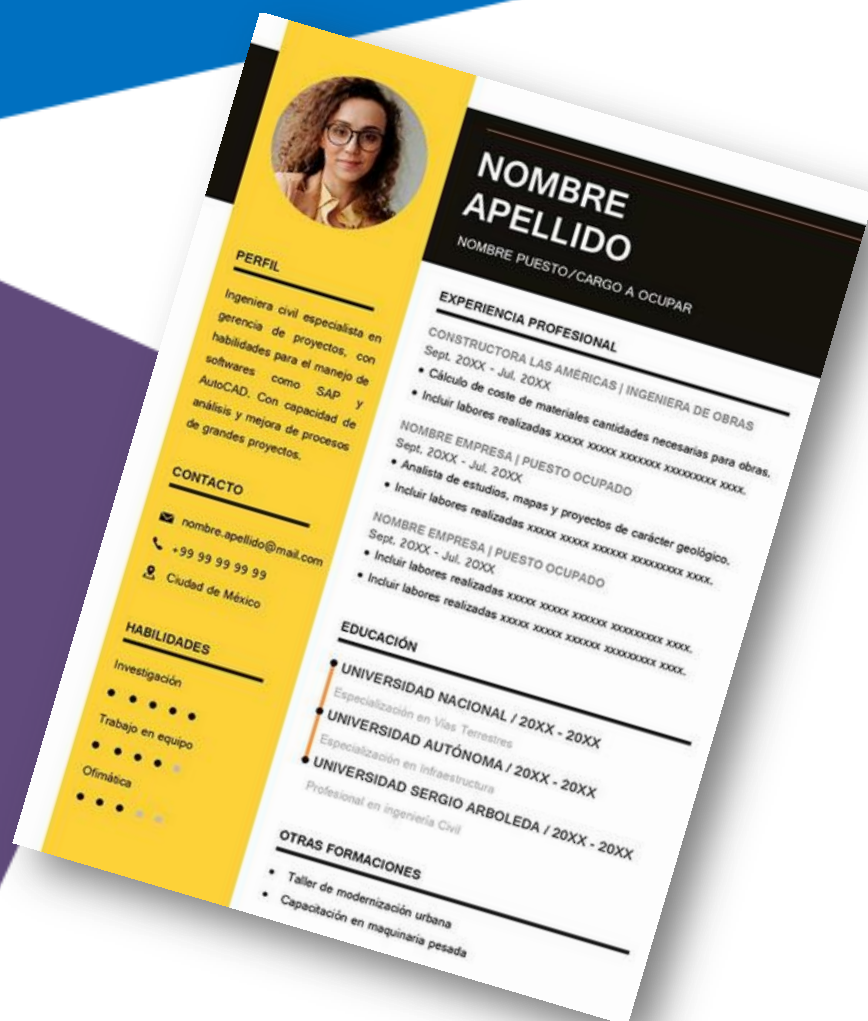 NOMBRE
APELLIDO
NOMBRE PUESTO/CARGO A OCUPAR
PERFIL
Ingeniera civil especialista en
gerencia de proyectos, con
habilidades para el manejo de
softwares como SAP y
AutoCAD. Con capacidad de
análisis y mejora de procesos
de grandes proyectos.
CONTACTO
nombre.apellido@mail.com
+99 99 99 99 99
Ciudad de México
HABILIDADES
Investigación
Trabajo en equipo
Ofimática
EXPERIENCIA PROFESIONAL
CONSTRUCTORA LAS AMÉRICAS | INGENIERA DE OBRAS
Sept. 20XX - Jul. 20XX
• Cálculo de coste de materiales cantidades necesarias para obras.
• Incluir labores realizadas xxxxx xxxxx xxxxxxx xxxxxxxxx xxxx.
NOMBRE EMPRESA | PUESTO OCUPADO
Sept. 20XX - Jul. 20XX
• Analista de estudios, mapas y proyectos de carácter geológico.
• Incluir labores realizadas xxxxx xxxxx xxxxxx xxxxxxxxx xxxx.
NOMBRE EMPRESA | PUESTO OCUPADO
Sept. 20XX - Jul. 20XX
• Incluir labores realizadas xxxxx xxxxx xxxxxx xxxxxxxxx xxxx.
• Incluir labores realizadas xxxxx xxxxx xxxxxx xxxxxxxxx xxxx.
EDUCACIÓN
UNIVERSIDAD NACIONAL / 20XX - 20XX
Especialización en Vías Terrestres
UNIVERSIDAD AUTÓNOMA / 20XX - 20XX
Especialización en Infraestructura
UNIVERSIDAD SERGIO ARBOLEDA / 20XX - 20XX
Profesional en ingeniería Civil
OTRAS FORMACIONES
• Taller de modernización urbana
• Capacitación en maquinaria pesada